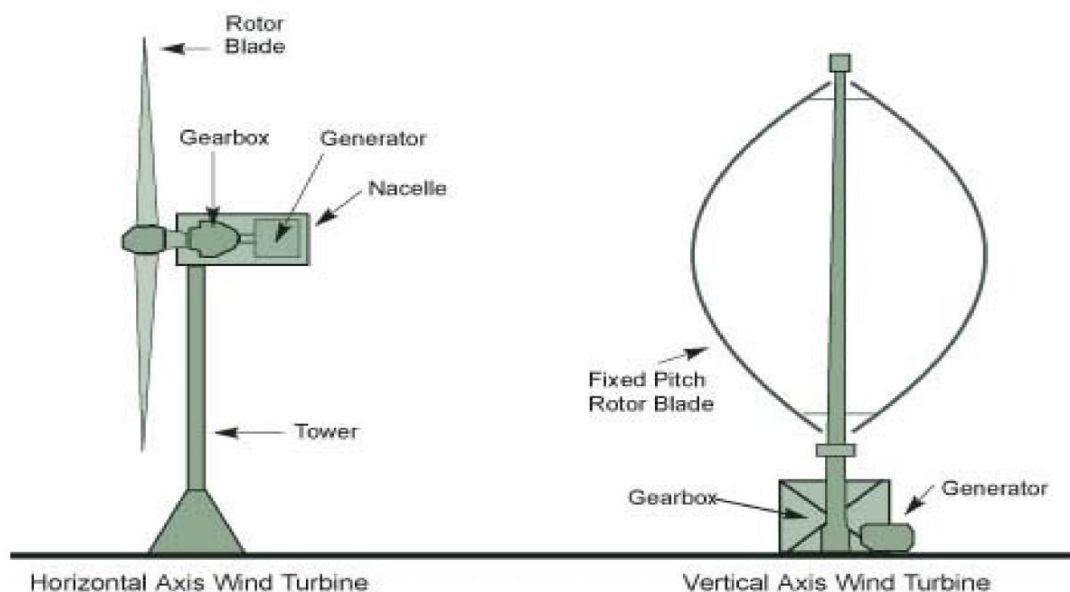 Rotor
Blade
Gearbox
Generator
Nacelle
Tower
Horizontal Axis Wind Turbine
Fixed Pitch
Rotor Blade
Gearbox
Generator
Vertical Axis Wind Turbine